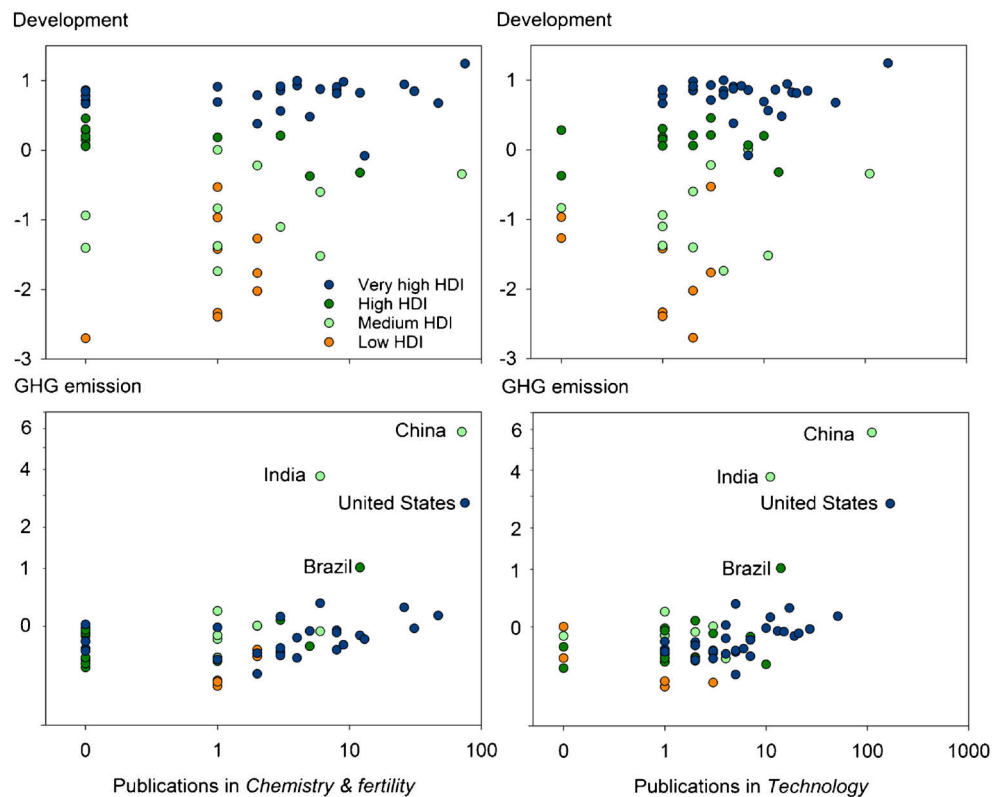 Development
Development
1
0
-1
-2
-3
Very high HDI
High HDI
Medium HDI
Low HDI
1
0
-1
-2
-3
GHG emission
GHG emission
6
4
2
1
0
China
India
United States
Brazil
6
4
2
1
0
China
India
United States
Brazil
0 1 10 100
0 1 10 100 1000
Publications in Chemistry & fertility
Publications in Technology